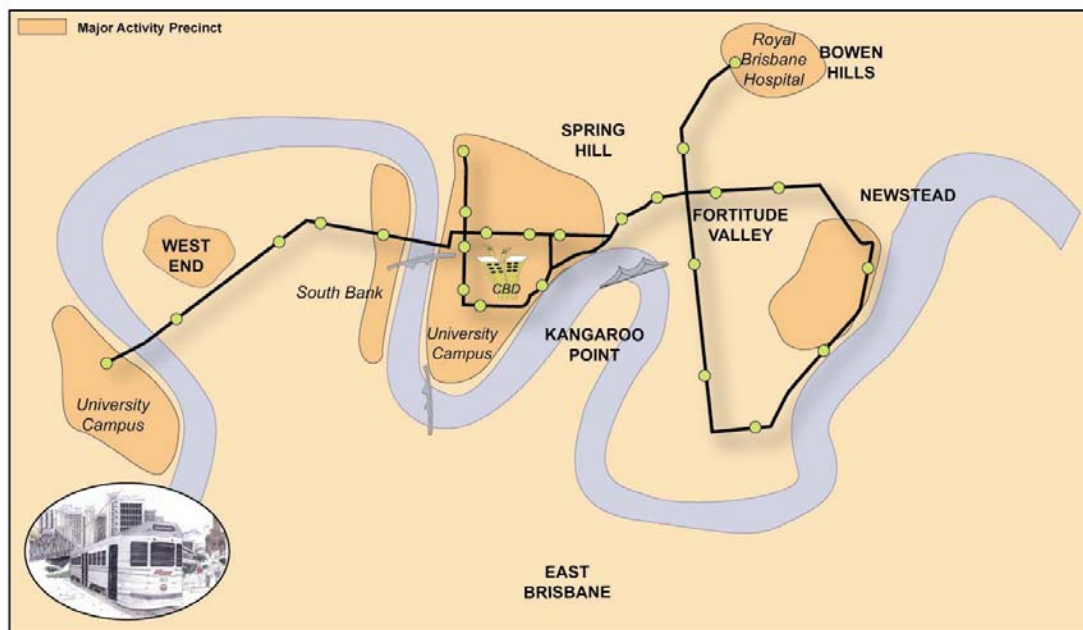 Major Activity Precinct
Royal
Brisbane
Hospital
BOWEN
HILLS
SPRING
HILL
NEWSTEAD
FORTITUDE
VALLEY
WEST
END
South Bank
CBD
University
Campus
KANGAROO
POINT
University
Campus
EAST
BRISBANE